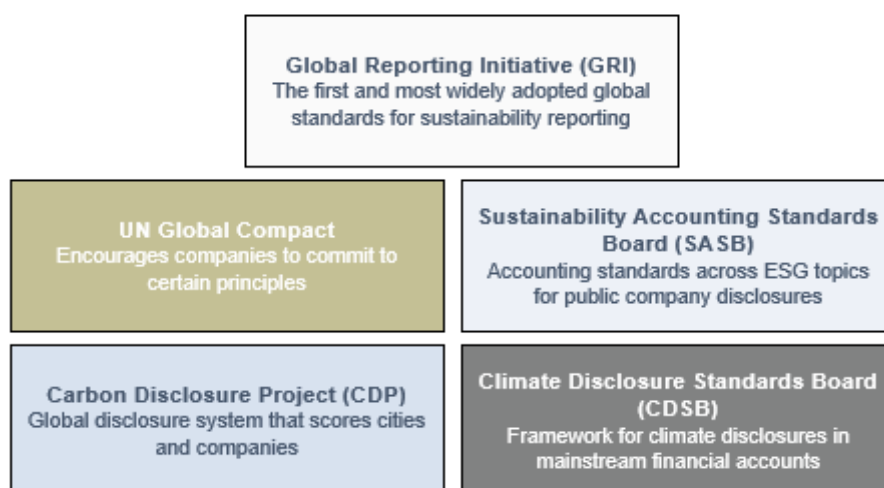 Global Reporting Initiative (GRI)
The first and most widely adopted global
standards for sustainability reporting
UN Global Compact
Encourages companies to commit to
certain principles
Sustainability Accounting Standards
Board (SASB)
Accounting standards across ESG topics
for public company disclosures
Carbon Disclosure Project (CDP)
Global disclosure system that scores cities
and companies
Climate Disclosure Standards Board
(CDSB)
Framework for climate disclosures in
mainstream financial accounts